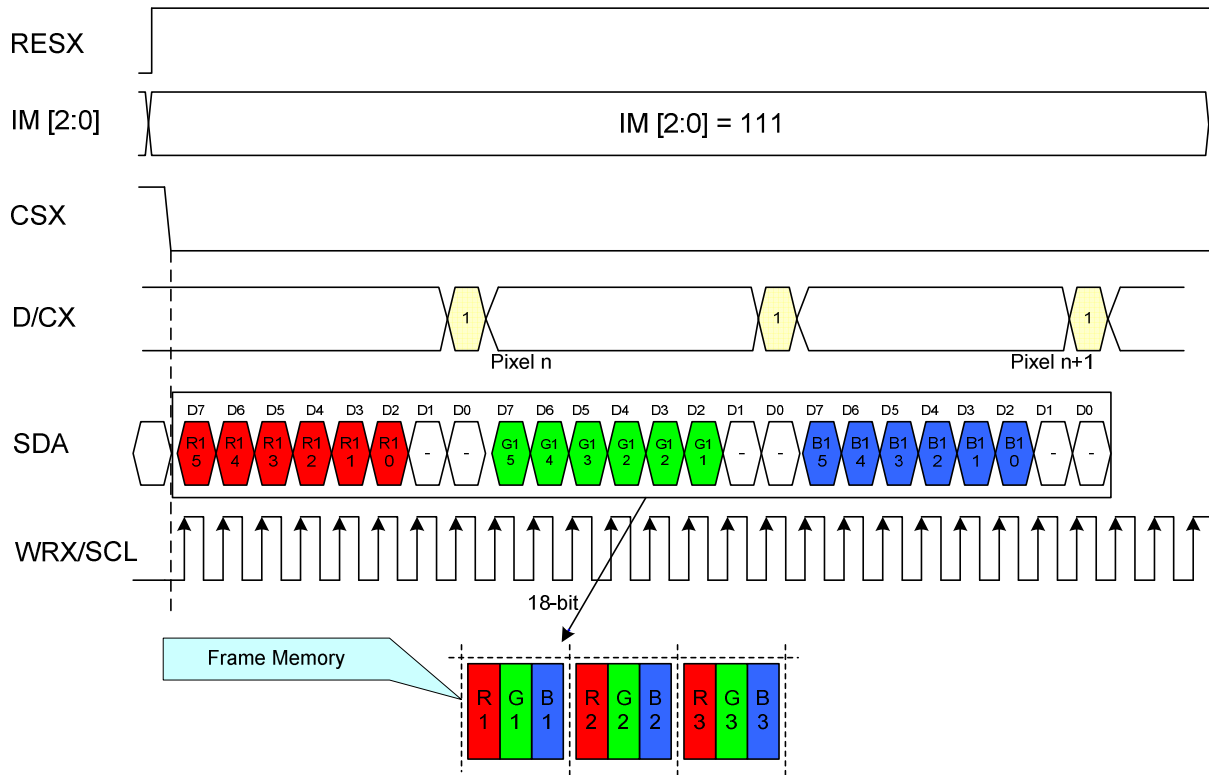 RESX
IM [2:0]
IM [2:0] = 111
CSX
D/CX
1
1
1
Pixel n
Pixel n+1
D7 D6 D5 D4 D3 D2 D1 D0 D7 D6 D5 D4 D3 D2 D1 D0 D7 D6 D5 D4 D3 D2 D1 D0
SDA
R1 R1 R1 R1 R1 R1 - - G1 G1 G1 G1 G1 G1 - - B1 B1 B1 B1 B1 B1 - -
5 4 3 2 1 0 5 4 3 2 2 1 5 4 3 2 1 0
WRX/SCL
18-bit
Frame Memory
R G B R G B R G B
1 1 1 2 2 2 3 3 3